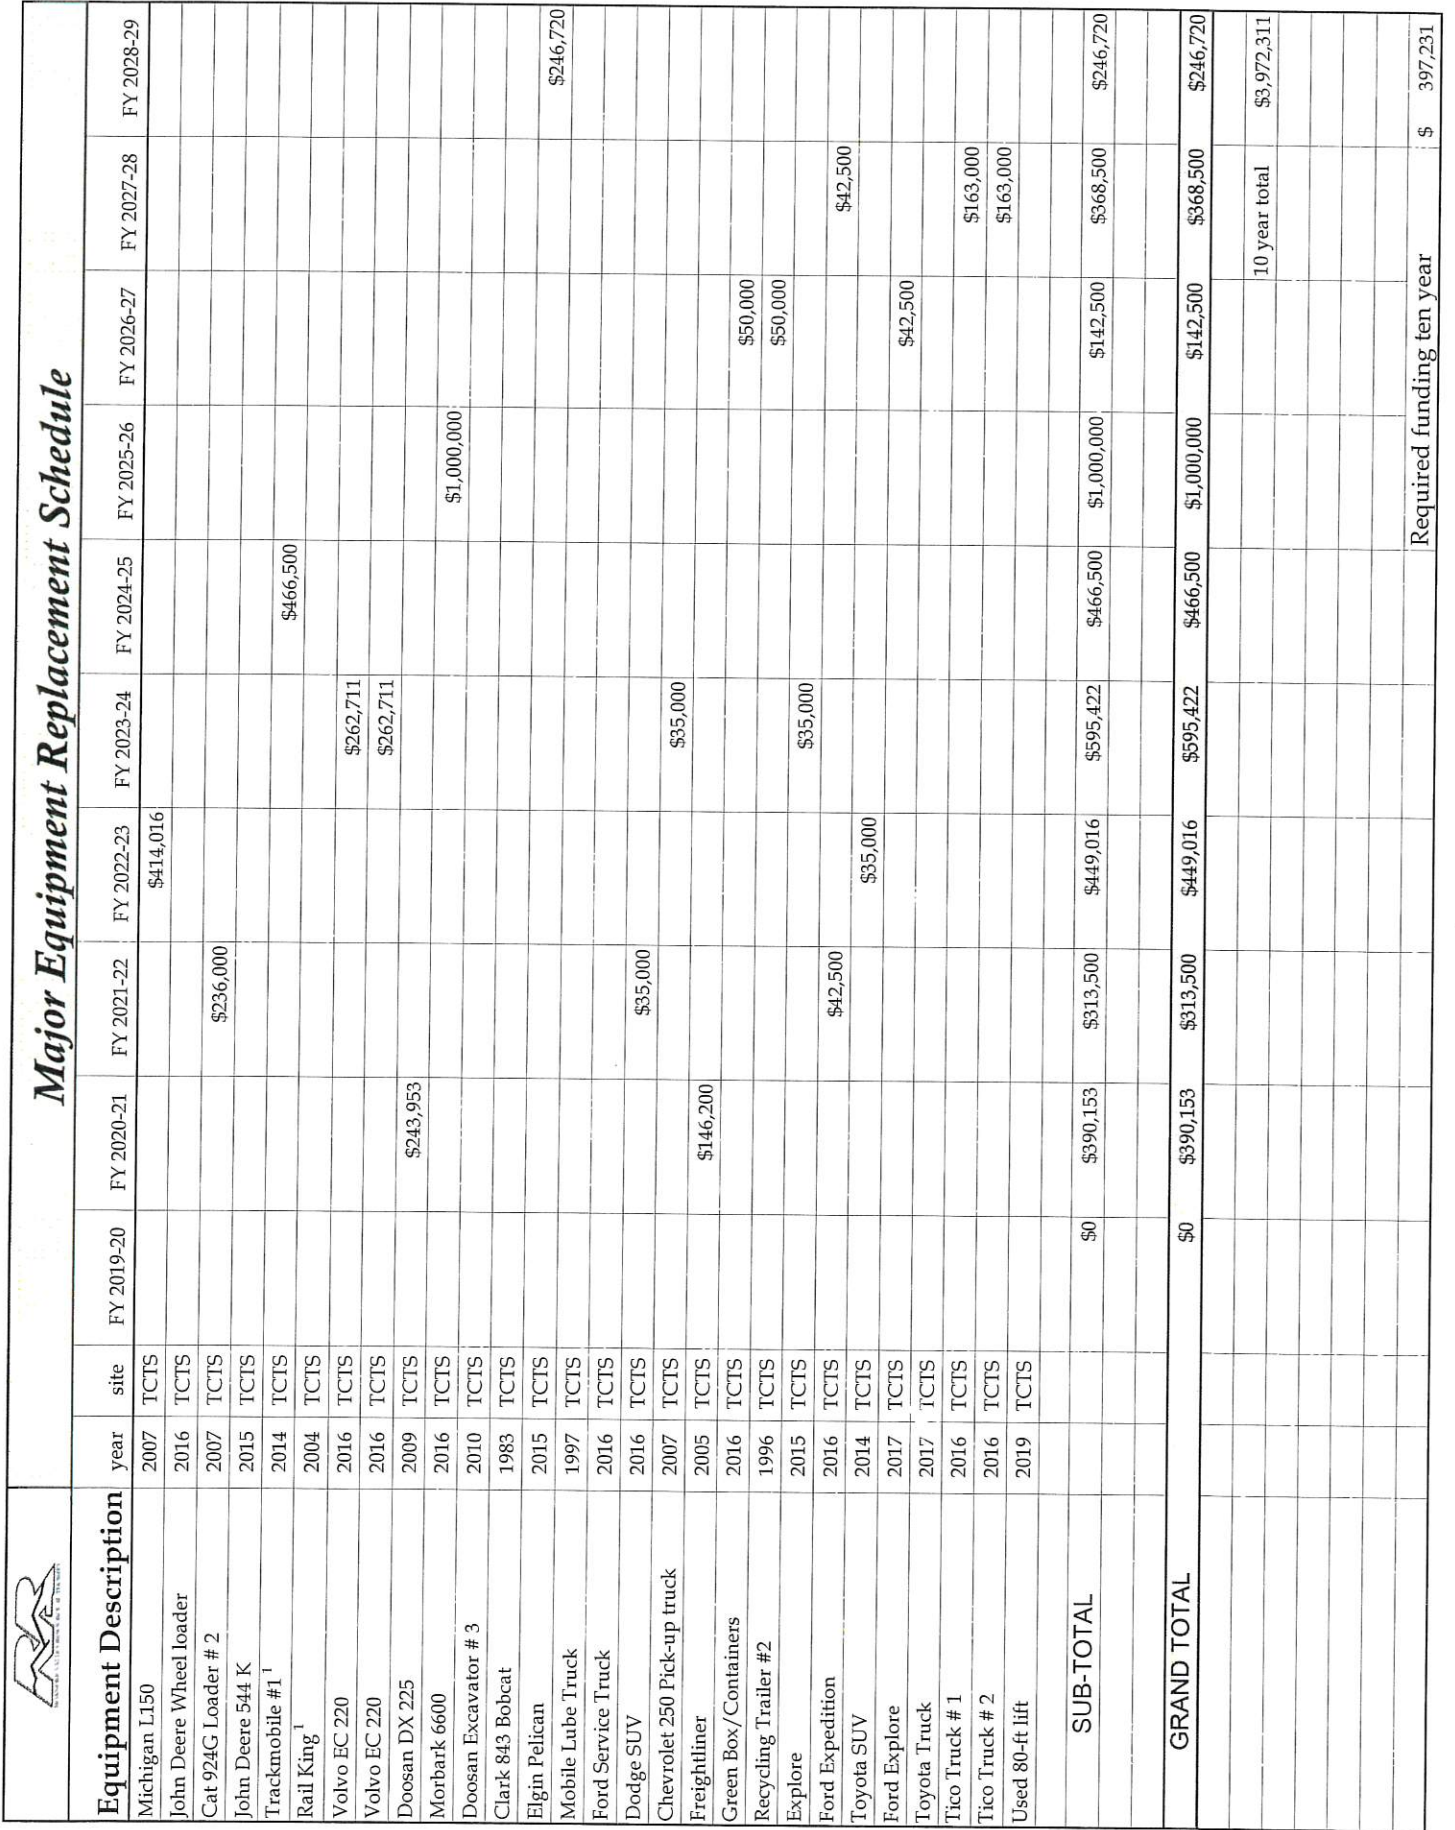 Major Equipment Replacement Schedule
Equipment Description year site FY 2019-20 FY 2020-21 FY 2021-22 FY 2022-23 FY 2023-24 FY 2024-25 FY 2025-26 FY 2026-27 FY 2027-28 FY 2028-29
Michigan L150 2007 TCTS $414,016
John Deere Wheel loader 2016 TCTS
Cat 924G Loader # 2 2007 TCTS $236,000
John Deere 544 K 2015 TCTS
Trackmobile #1¹ 2014 TCTS $466,500
Rail King¹ 2004 TCTS
Volvo EC 220 2016 TCTS $262,711
Volvo EC 220 2016 TCTS $262,711
Doosan DX 225 2009 TCTS $243,953
Morbark 6600 2016 TCTS $1,000,000
Doosan Excavator # 3 2010 TCTS
Clark 843 Bobcat 1983 TCTS
Elgin Pelican 2015 TCTS $246,720
Mobile Lube Truck 1997 TCTS
Ford Service Truck 2016 TCTS
Dodge SUV 2016 TCTS $35,000
Chevrolet 250 Pick-up truck 2007 TCTS $35,000
Freightliner 2005 TCTS $146,200
Green Box/Containers 2016 TCTS $50,000
Recycling Trailer #2 1996 TCTS $50,000
Explore 2015 TCTS $35,000
Ford Expedition 2016 TCTS $42,500 $42,500
Toyota SUV 2014 TCTS $35,000
Ford Explore 2017 TCTS $42,500
Toyota Truck 2017 TCTS
Tico Truck # 1 2016 TCTS $163,000
Tico Truck # 2 2016 TCTS $163,000
Used 80-ft lift 2019 TCTS
SUB-TOTAL $0 $390,153 $313,500 $449,016 $595,422 $466,500 $1,000,000 $142,500 $368,500 $246,720
GRAND TOTAL $0 $390,153 $313,500 $449,016 $595,422 $466,500 $1,000,000 $142,500 $368,500 $246,720
10 year total $3,972,311
Required funding ten year $ 397,231